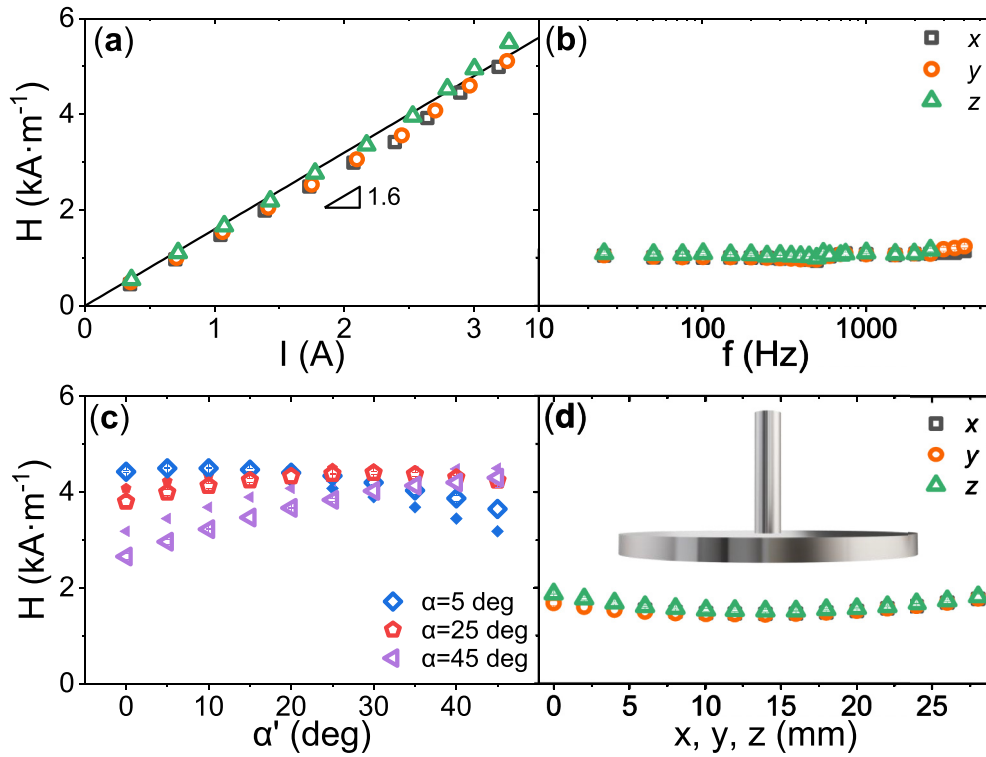 (a)
H (kA·m⁻¹)
6
4
2
0
1.6
0 1 2 3
I (A)
(b)
x
y
z
10 100 1000
f (Hz)
(c)
H (kA·m⁻¹)
6
4
2
0
α=5 deg
α=25 deg
α=45 deg
0 10 20 30 40
α' (deg)
(d)
x
y
z
0 5 10 15 20 25
x, y, z (mm)